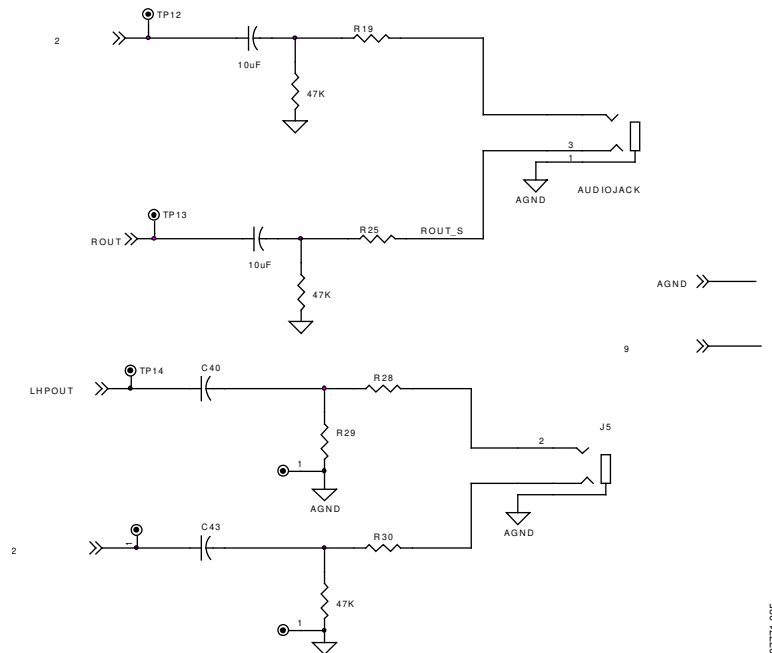 TP12
2
R19
10uF
47K
3
1
AGND
AUDIOJACK
TP13
ROUT
R25
ROUT_S
10uF
47K
AGND
9
TP14
C40
LHPOUT
R28
R29
J5
2
1
AGND
AGND
C43
R30
2
1
47K
1